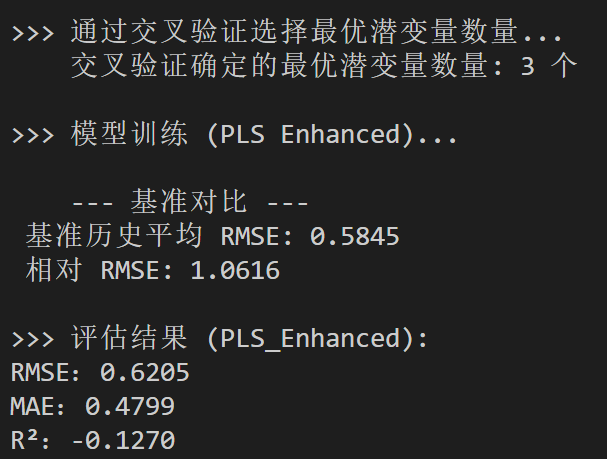 >>> 通过交叉验证选择最优潜变量数量...
交叉验证确定的最优潜变量数量: 3 个
>>> 模型训练 (PLS Enhanced)...
--- 基准对比 ---
基准历史平均 RMSE: 0.5845
相对 RMSE: 1.0616
>>> 评估结果 (PLS_Enhanced):
RMSE: 0.6205
MAE: 0.4799
R²: -0.1270